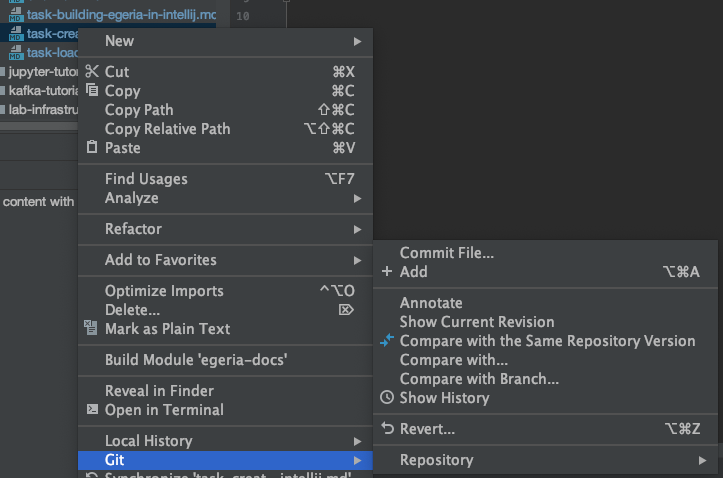 task-building-egeria-in-intellij.md
10
task-crea
task-load
jupyter-tutor
kafka-tutoria
lab-infrastru
content with
New
Cut ⌘X
Copy ⌘C
Copy Path ⇧⌘C
Copy Relative Path ⌥⇧⌘C
Paste ⌘V
Find Usages ⌥F7
Analyze
Refactor
Add to Favorites
Optimize Imports ^⌥O
Delete... ⌦
Mark as Plain Text
Build Module 'egeria-docs'
Reveal in Finder
Open in Terminal
Local History
Git
Synchronize 'task-creat...intellij.md'
Commit File...
+ Add ⌥⌘A
Annotate
Show Current Revision
Compare with the Same Repository Version
Compare with...
Compare with Branch...
Show History
Revert... ⌥⌘Z
Repository